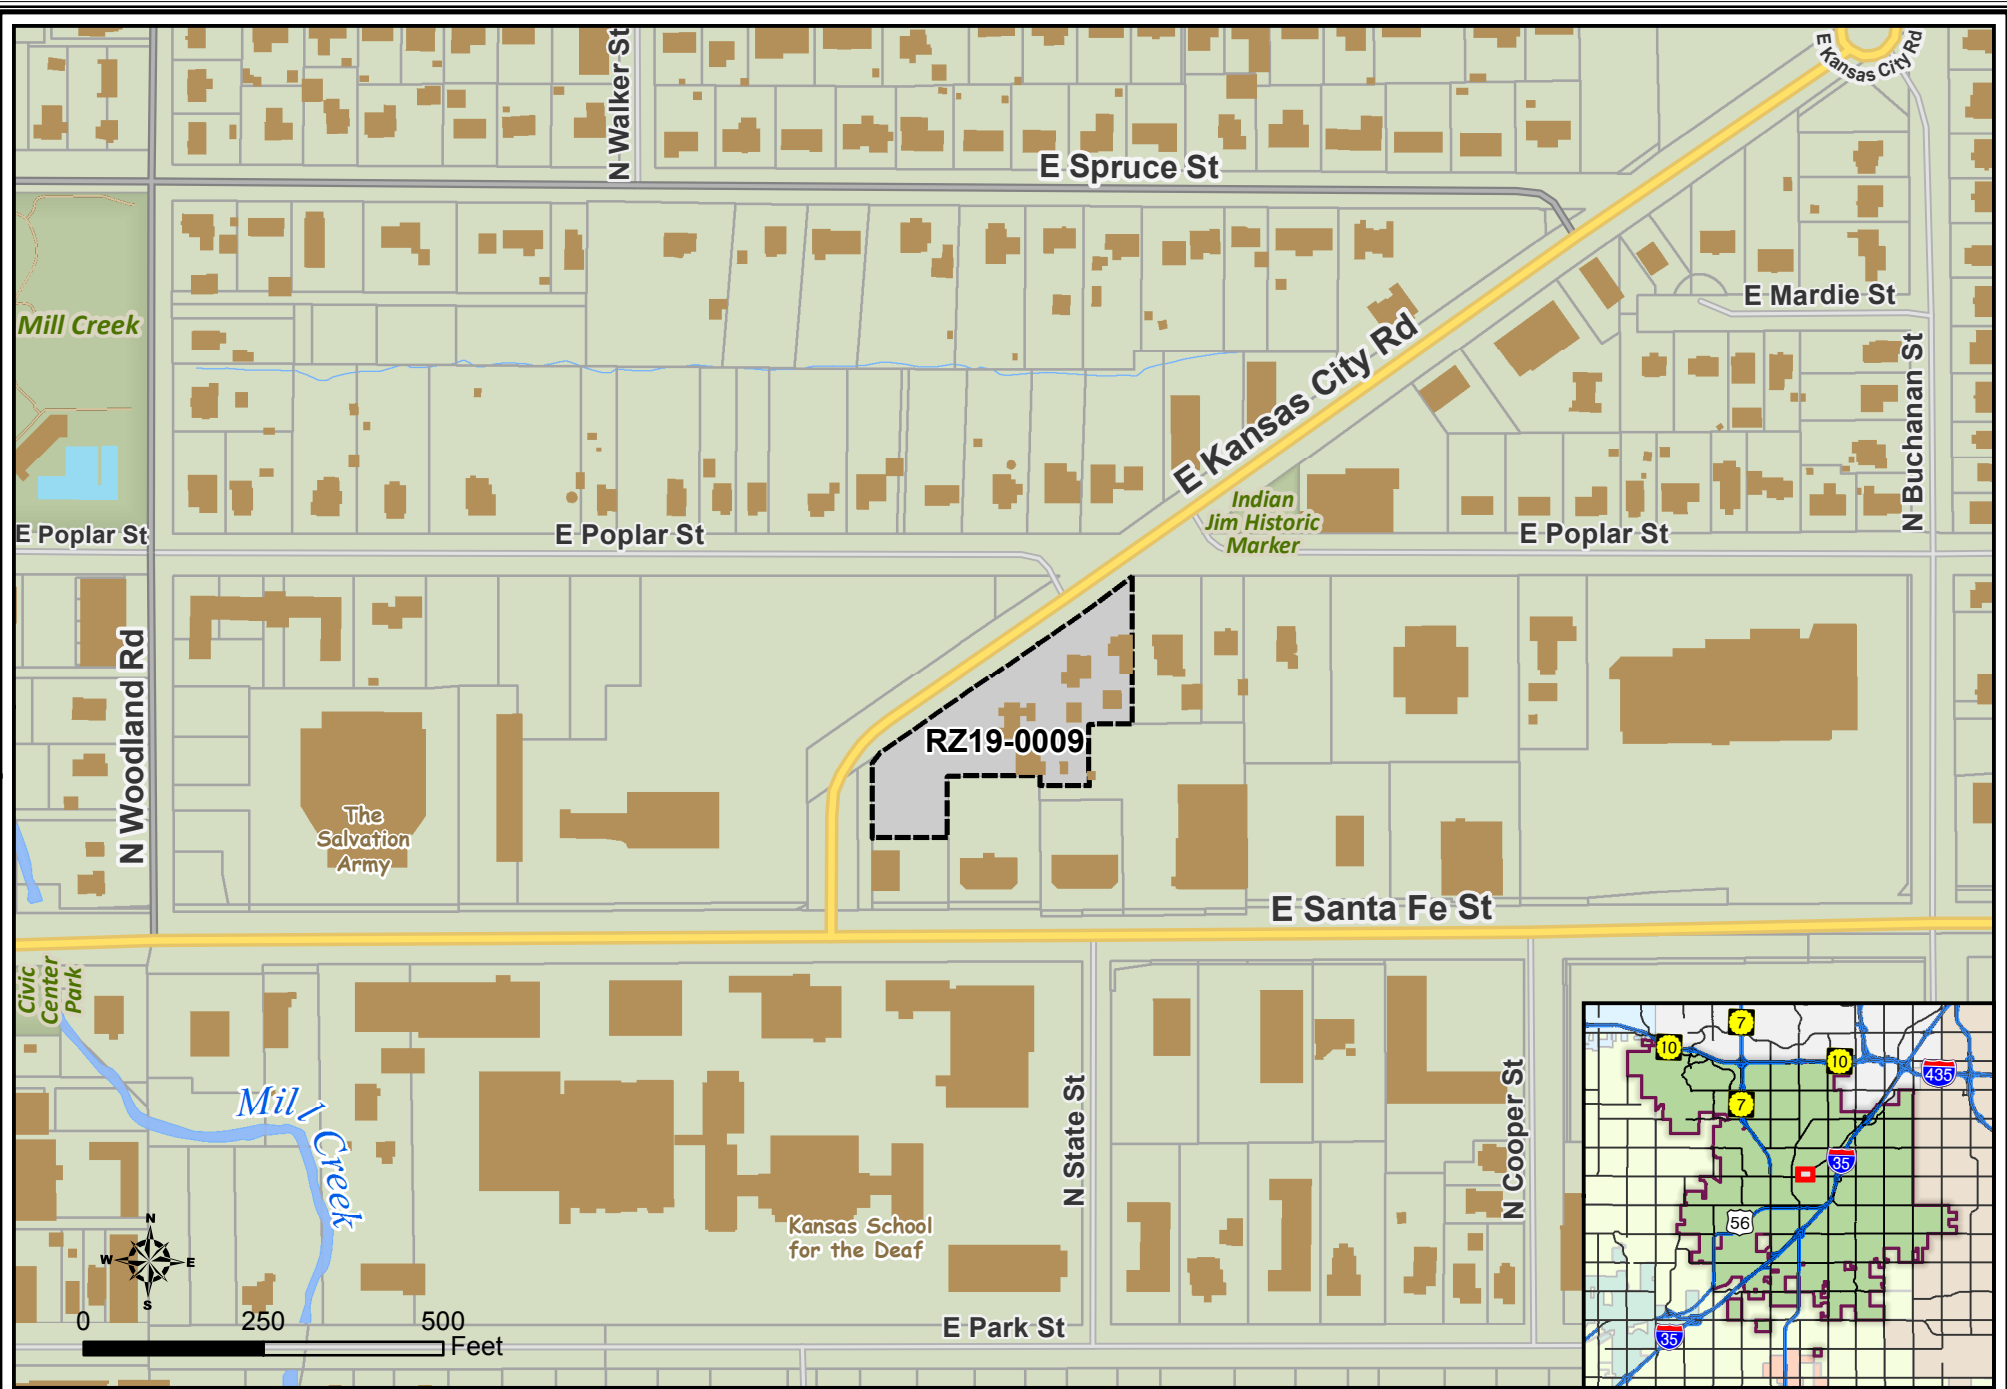 E Kansas City Rd
N Walker St
E Spruce St
E Mardie St
Mill Creek
E Kansas City Rd
N Buchanan St
Indian
Jim Historic
Marker
E Poplar St
E Poplar St
E Poplar St
N Woodland Rd
RZ19-0009
The
Salvation
Army
E Santa Fe St
Civic
Center
Park
Mill Creek
N State St
N Cooper St
Kansas School
for the Deaf
E Park St
N
W E
S
0 250 500
Feet
7
10
10
435
7
35
56
35